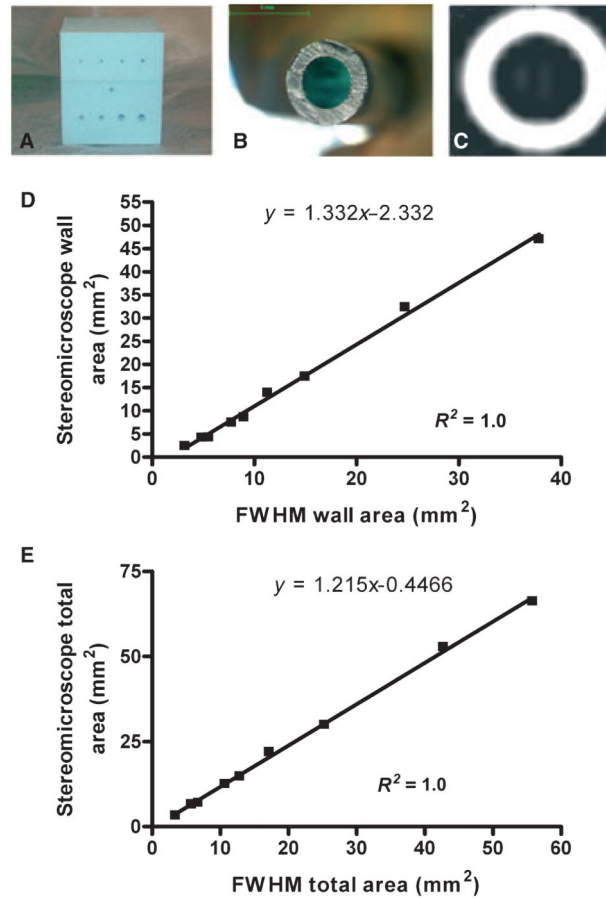 A
B
C
D
y = 1.332x–2.332
55
50
45
40
35
30
25
20
15
10
5
0
Stereomicroscope wall
area (mm²)
R² = 1.0
0 10 20 30 40
FWHM wall area (mm²)
E
y = 1.215x-0.4466
75
50
25
0
Stereomicroscope total
area (mm²)
R² = 1.0
0 10 20 30 40 50 60
FWHM total area (mm²)